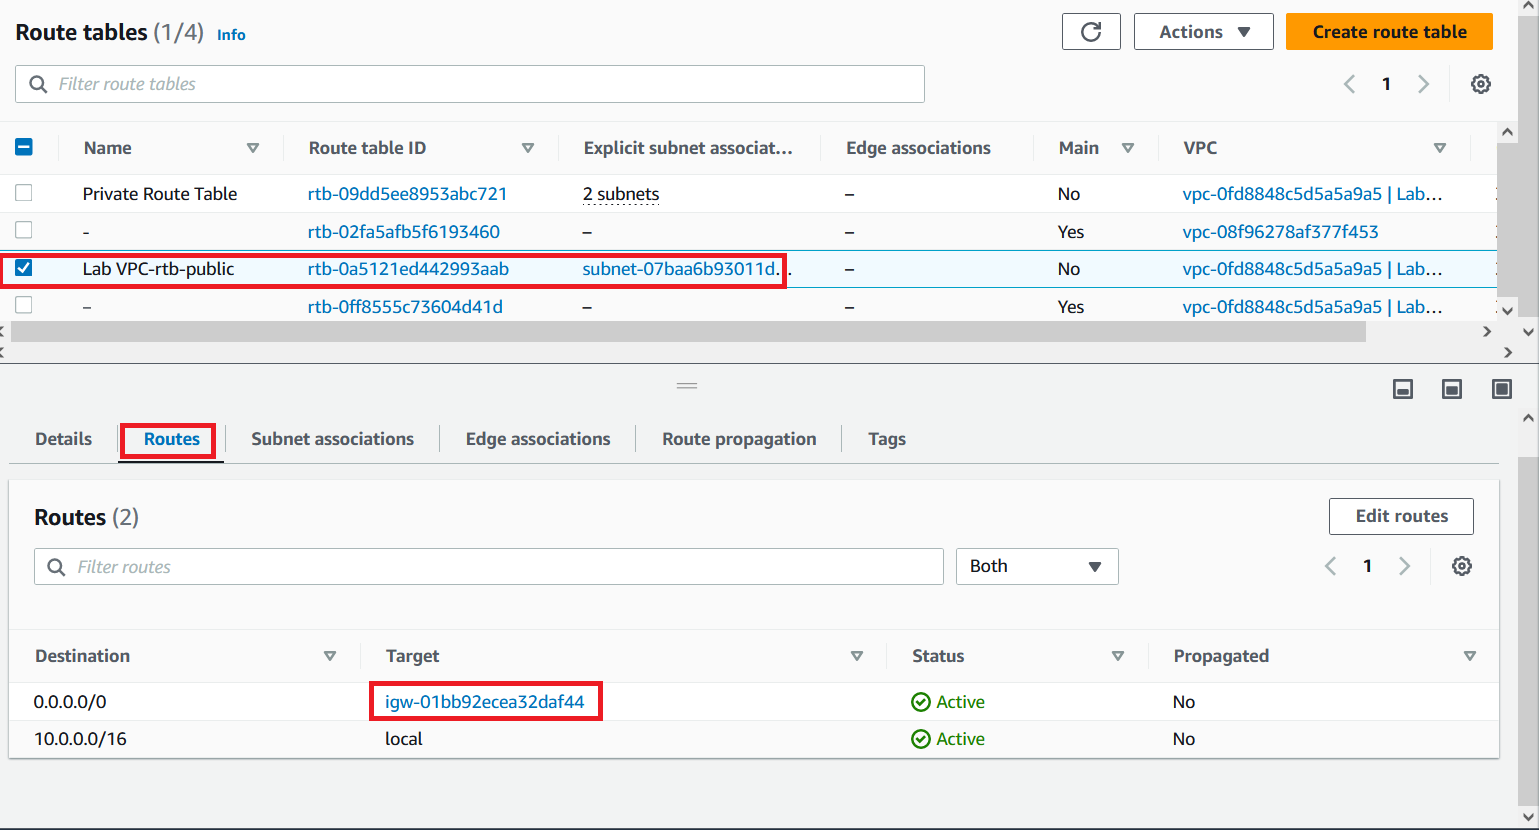 Route tables (1/4) Info Actions Create route table
Filter route tables 1
Name Route table ID Explicit subnet associat... Edge associations Main VPC
Private Route Table rtb-09dd5ee8953abc721 2 subnets – No vpc-0fd8848c5d5a5a9a5 | Lab...
- rtb-02fa5afb5f6193460 – – Yes vpc-08f96278af377f453
Lab VPC-rtb-public rtb-0a5121ed442993aab subnet-07baa6b93011d... – No vpc-0fd8848c5d5a5a9a5 | Lab...
– rtb-0ff8555c73604d41d – – Yes vpc-0fd8848c5d5a5a9a5 | Lab...
Details Routes Subnet associations Edge associations Route propagation Tags
Routes (2) Edit routes
Filter routes Both 1
Destination Target Status Propagated
0.0.0.0/0 igw-01bb92ecea32daf44 Active No
10.0.0.0/16 local Active No